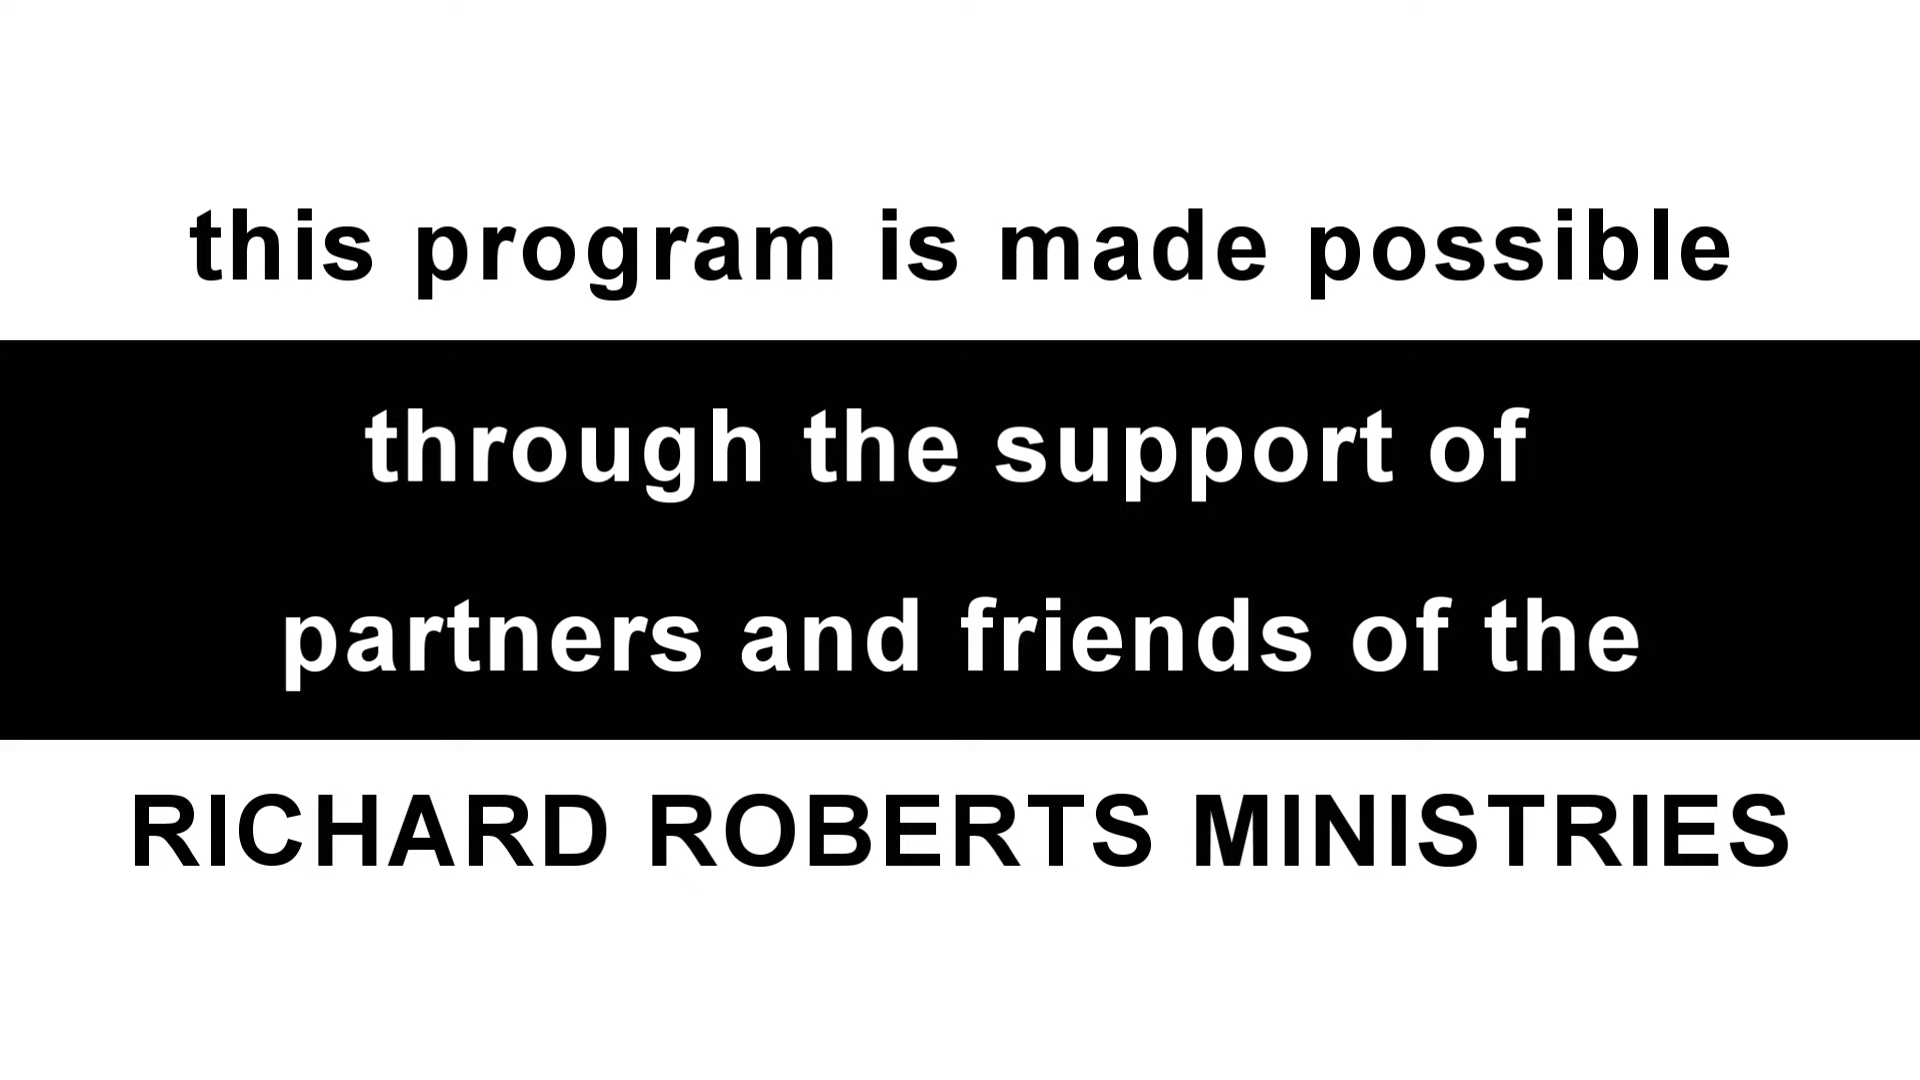 this program is made possible
through the support of
partners and friends of the
RICHARD ROBERTS MINISTRIES